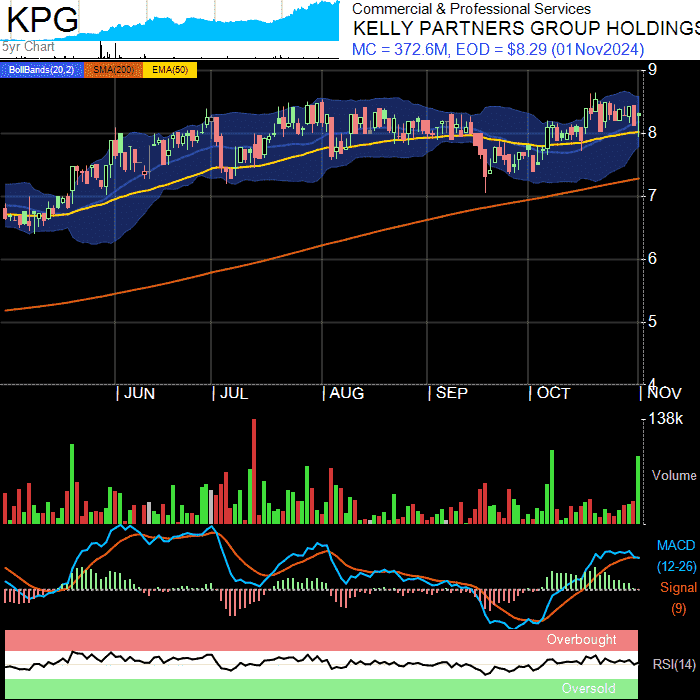 KPG
5yr Chart
Commercial & Professional Services
KELLY PARTNERS GROUP HOLDINGS
MC = 372.6M, EOD = $8.29 (01Nov2024)
BollBands(20,2) SMA(200) EMA(50)
9
8
7
6
5
4
JUN JUL AUG SEP OCT NOV
138k
Volume
MACD
(12-26)
Signal
(9)
Overbought
RSI(14)
Oversold